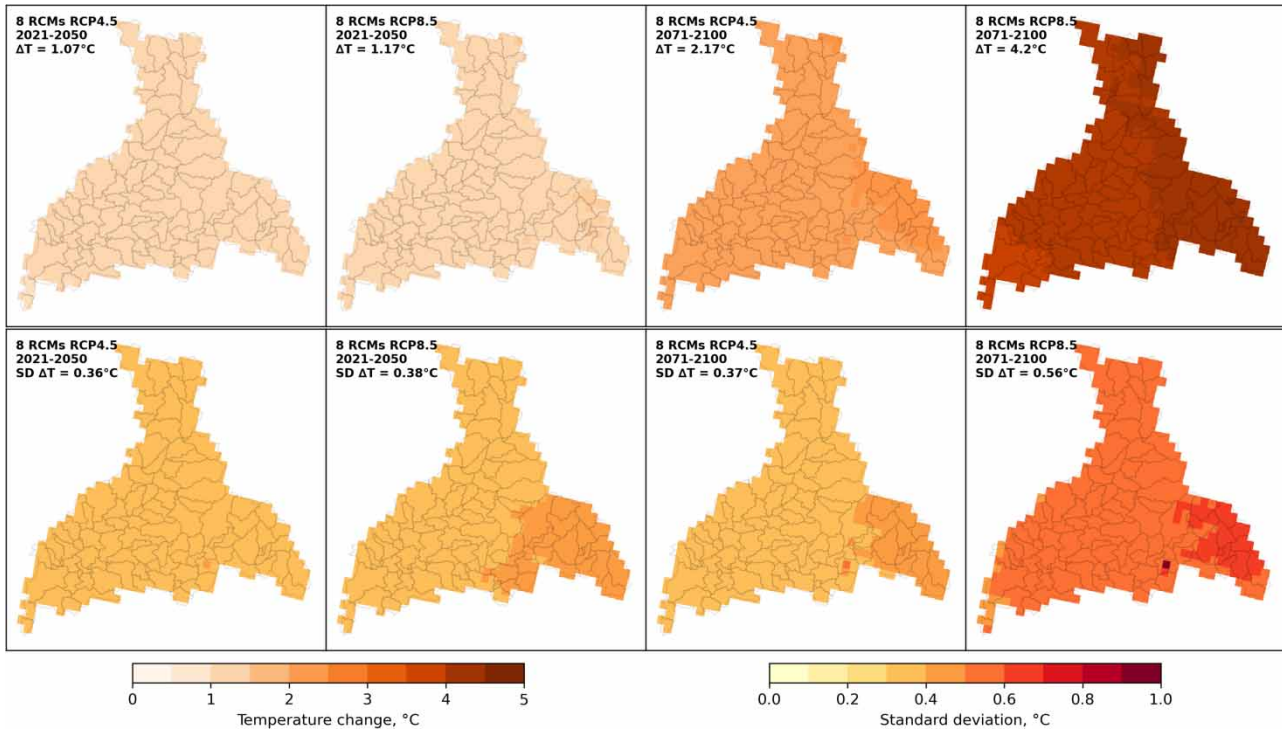 8 RCMs RCP4.5
2021-2050
ΔT = 1.07°C
8 RCMs RCP8.5
2021-2050
ΔT = 1.17°C
8 RCMs RCP4.5
2071-2100
ΔT = 2.17°C
8 RCMs RCP8.5
2071-2100
ΔT = 4.2°C
8 RCMs RCP4.5
2021-2050
SD ΔT = 0.36°C
8 RCMs RCP8.5
2021-2050
SD ΔT = 0.38°C
8 RCMs RCP4.5
2071-2100
SD ΔT = 0.37°C
8 RCMs RCP8.5
2071-2100
SD ΔT = 0.56°C
0 1 2 3 4 5
Temperature change, °C
0.0 0.2 0.4 0.6 0.8 1.0
Standard deviation, °C